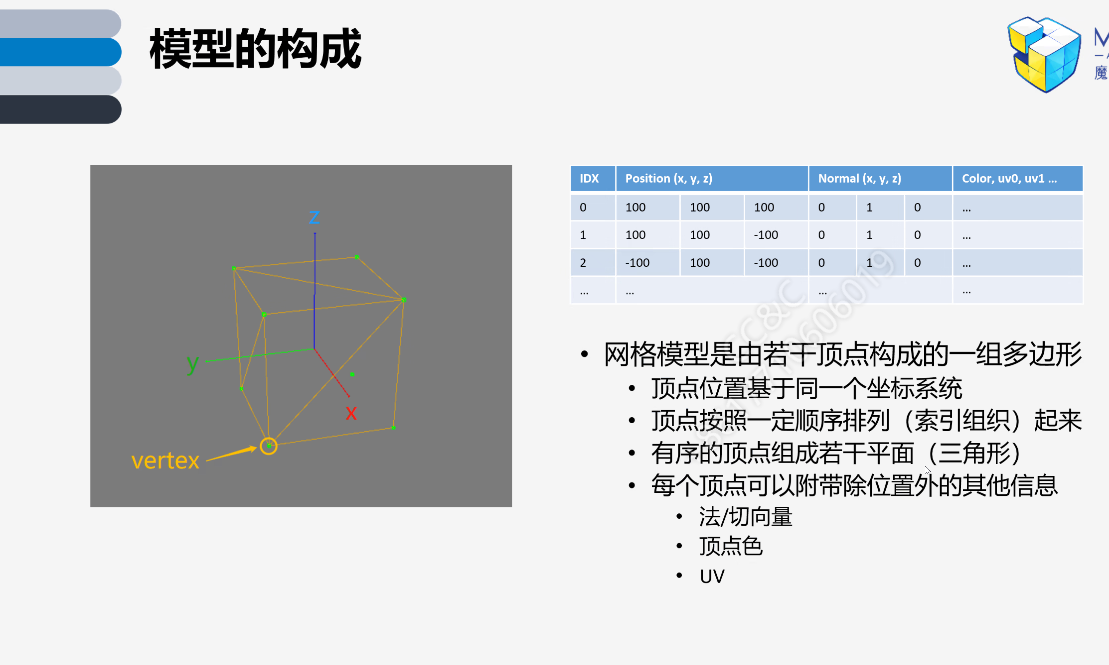 模型的构成
M
魔
z
y
x
vertex
IDX Position (x, y, z) Normal (x, y, z) Color, uv0, uv1 ...
0 100 100 100 0 1 0 ...
1 100 100 -100 0 1 0 ...
2 -100 100 -100 0 1 0 ...
... ... ... ...
• 网格模型是由若干顶点构成的一组多边形
• 顶点位置基于同一个坐标系统
• 顶点按照一定顺序排列（索引组织）起来
• 有序的顶点组成若干平面（三角形）
• 每个顶点可以附带除位置外的其他信息
• 法/切向量
• 顶点色
• UV